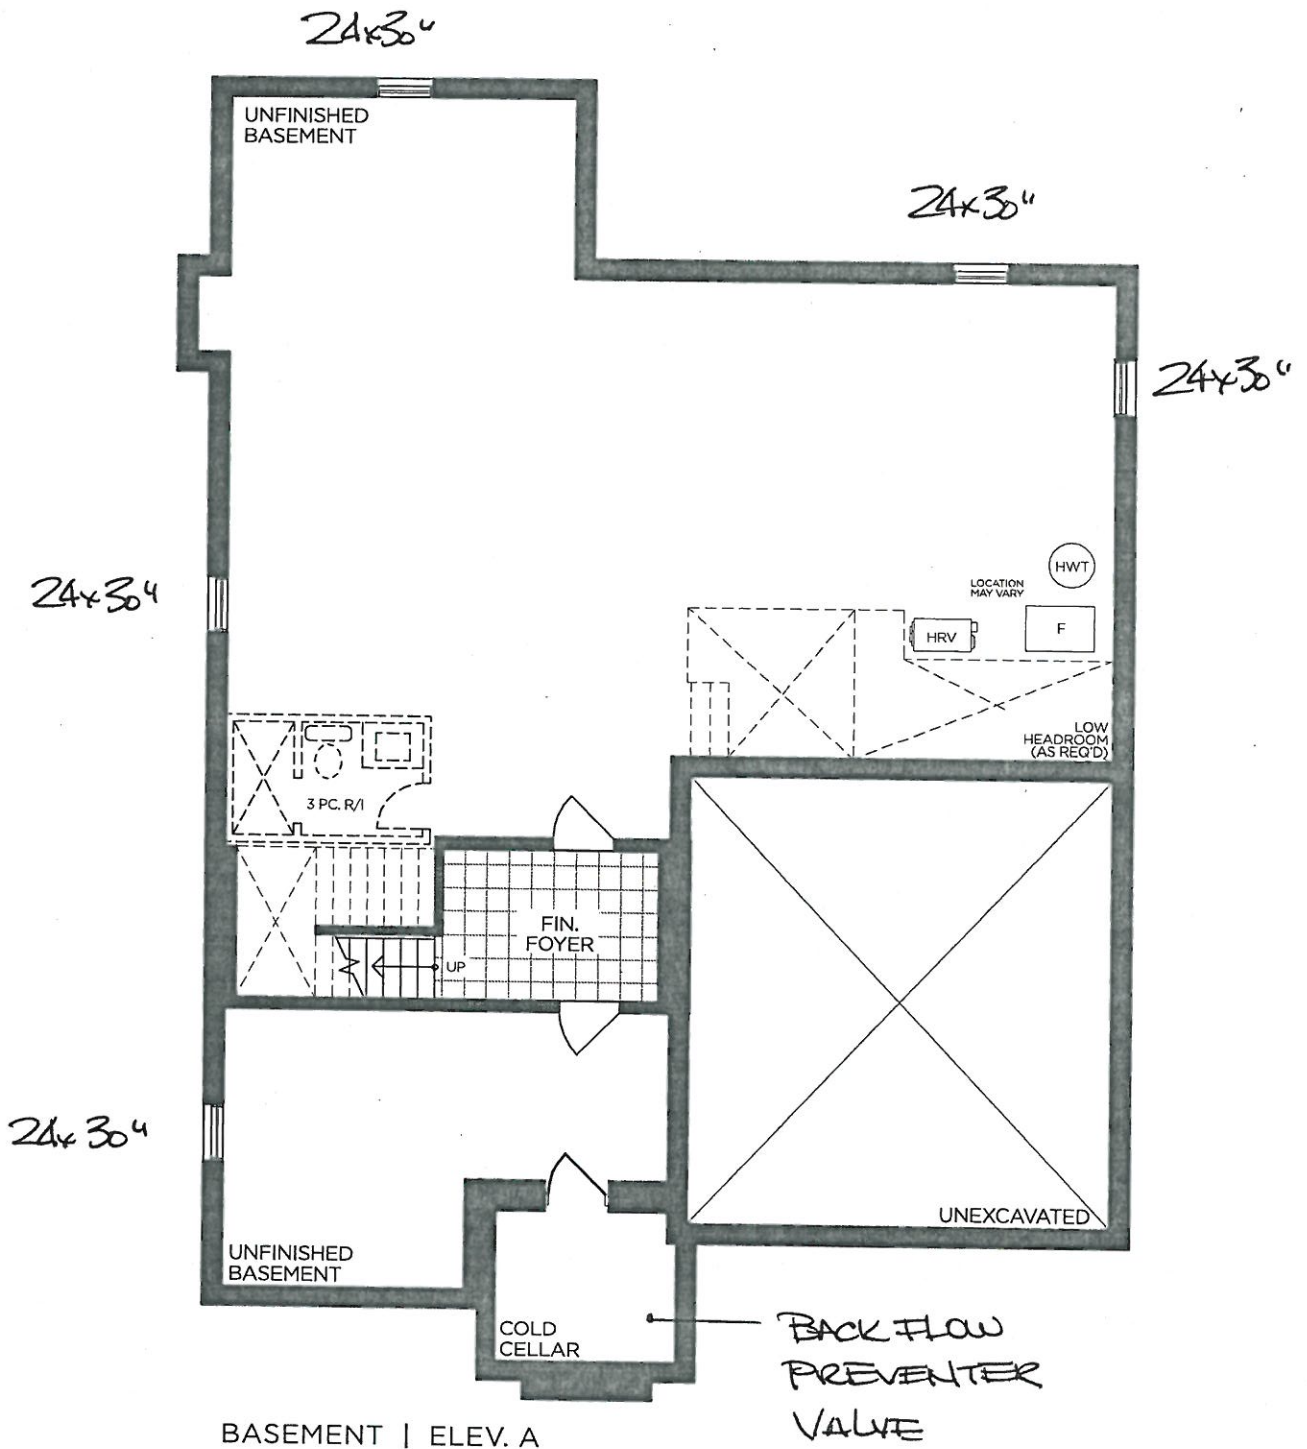 24x30"
UNFINISHED
BASEMENT
24x30"
24x30"
24x30"
HWT
LOCATION
MAY VARY
HRV
F
LOW
HEADROOM
(AS REQ'D)
3 PC. R/I
FIN.
FOYER
UP
24x30"
UNEXCAVATED
UNFINISHED
BASEMENT
COLD
CELLAR
BACK FLOW
PREVENTER
VALVE
BASEMENT | ELEV. A